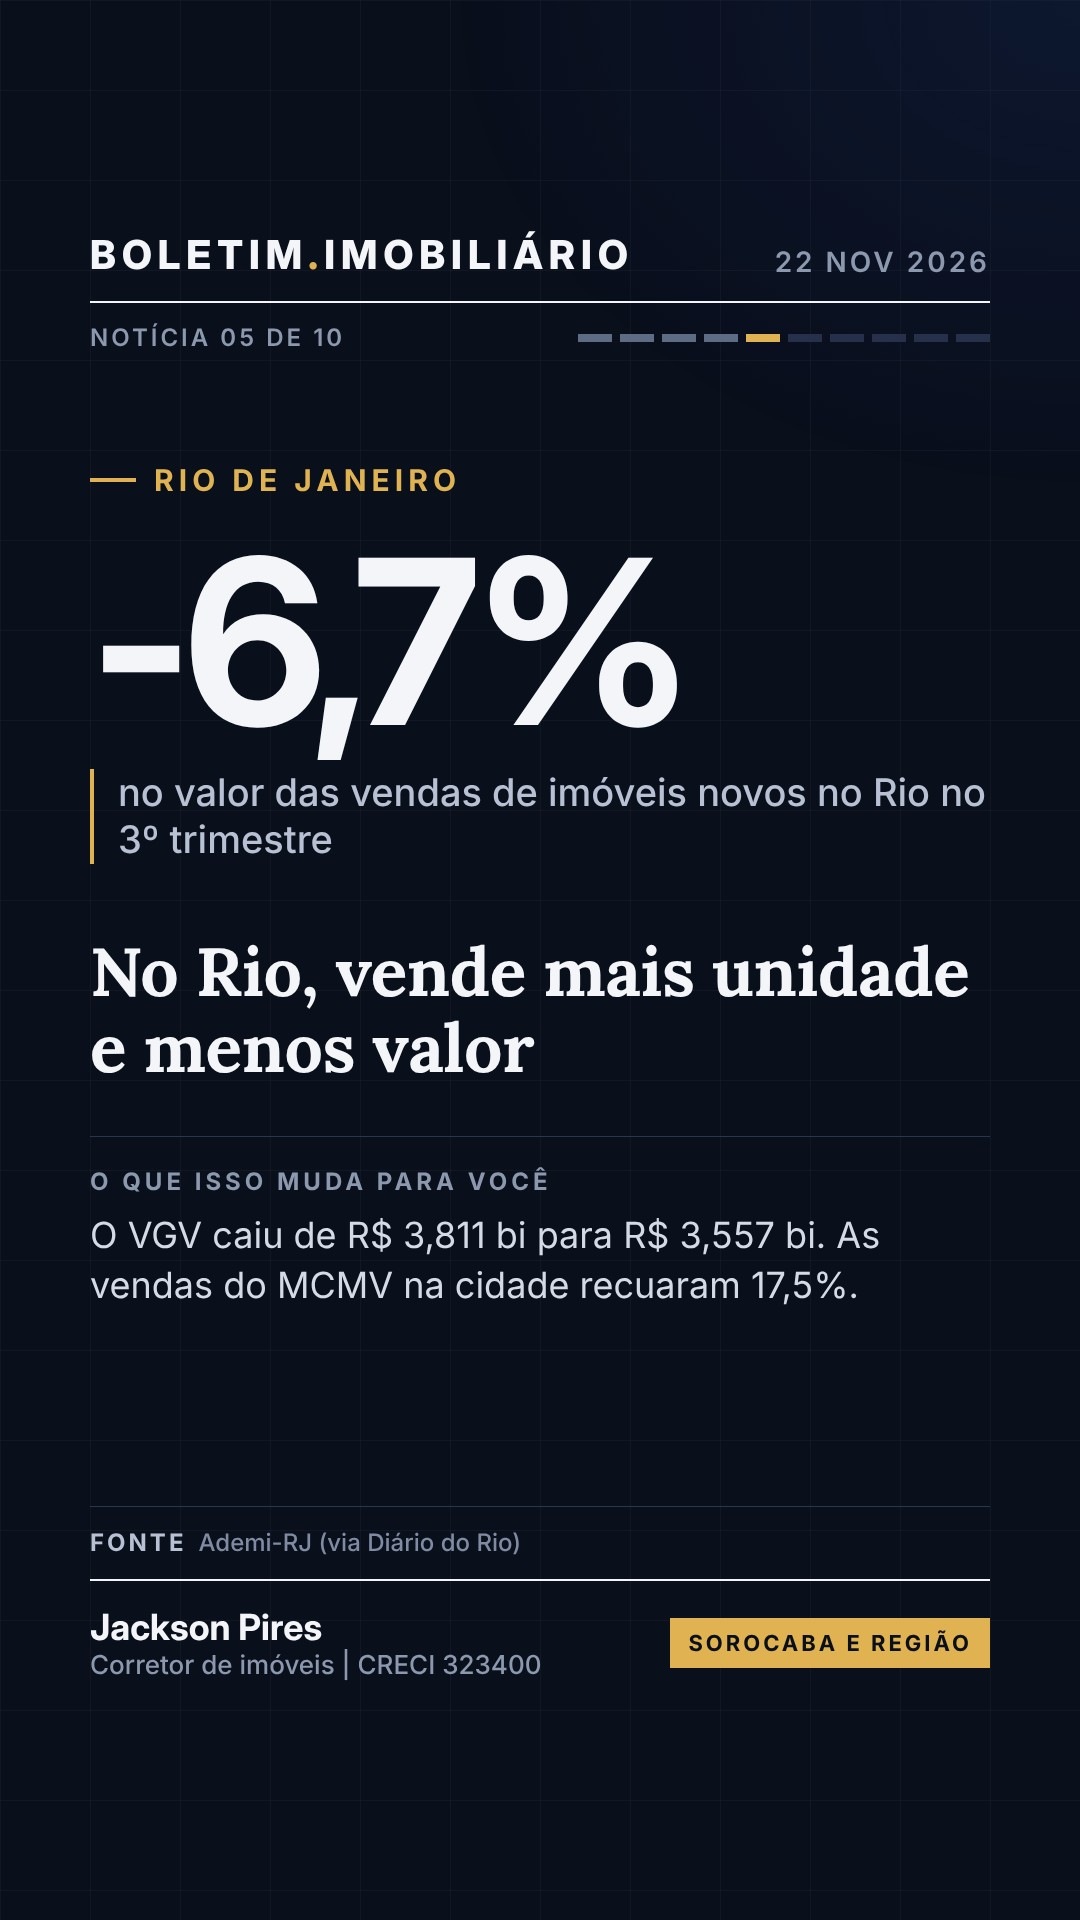 BOLETIM.IMOBILIÁRIO
22 NOV 2026
NOTÍCIA 05 DE 10
RIO DE JANEIRO
-6,7%
no valor das vendas de imóveis novos no Rio no
3º trimestre
No Rio, vende mais unidade
e menos valor
O QUE ISSO MUDA PARA VOCÊ
O VGV caiu de R$ 3,811 bi para R$ 3,557 bi. As
vendas do MCMV na cidade recuaram 17,5%.
FONTE Ademi-RJ (via Diário do Rio)
Jackson Pires
Corretor de imóveis | CRECI 323400
SOROCABA E REGIÃO